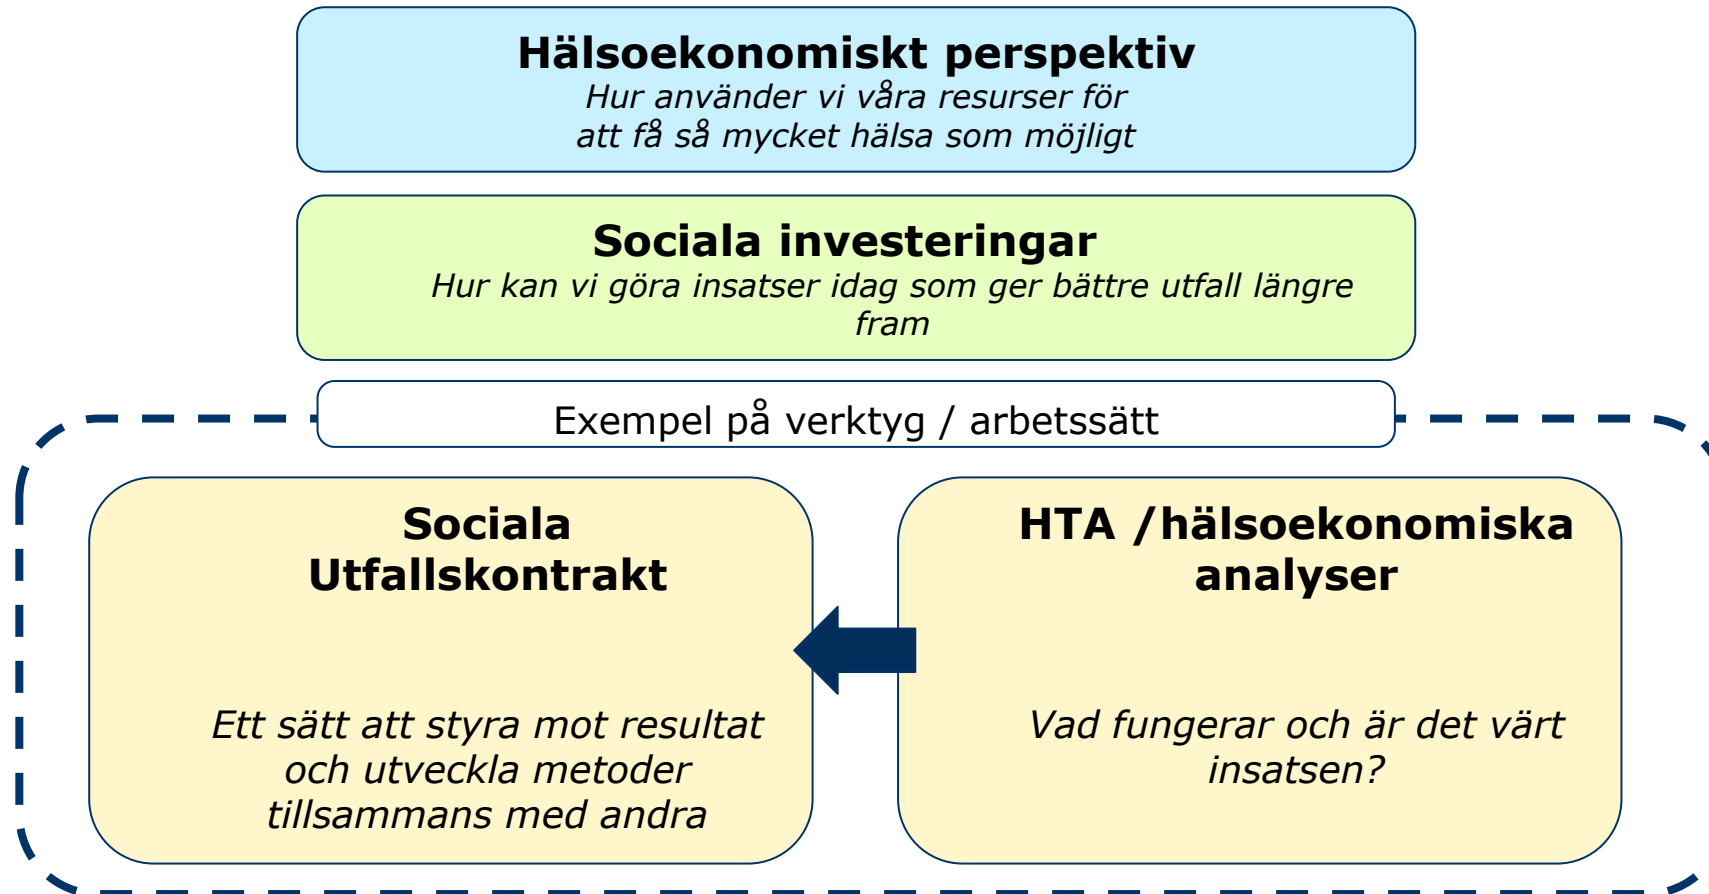 Hälsoekonomiskt perspektiv
Hur använder vi våra resurser för
att få så mycket hälsa som möjligt
Sociala investeringar
Hur kan vi göra insatser idag som ger bättre utfall längre
fram
Exempel på verktyg / arbetssätt
Sociala
Utfallskontrakt
Ett sätt att styra mot resultat
och utveckla metoder
tillsammans med andra
HTA /hälsoekonomiska
analyser
Vad fungerar och är det värt
insatsen?